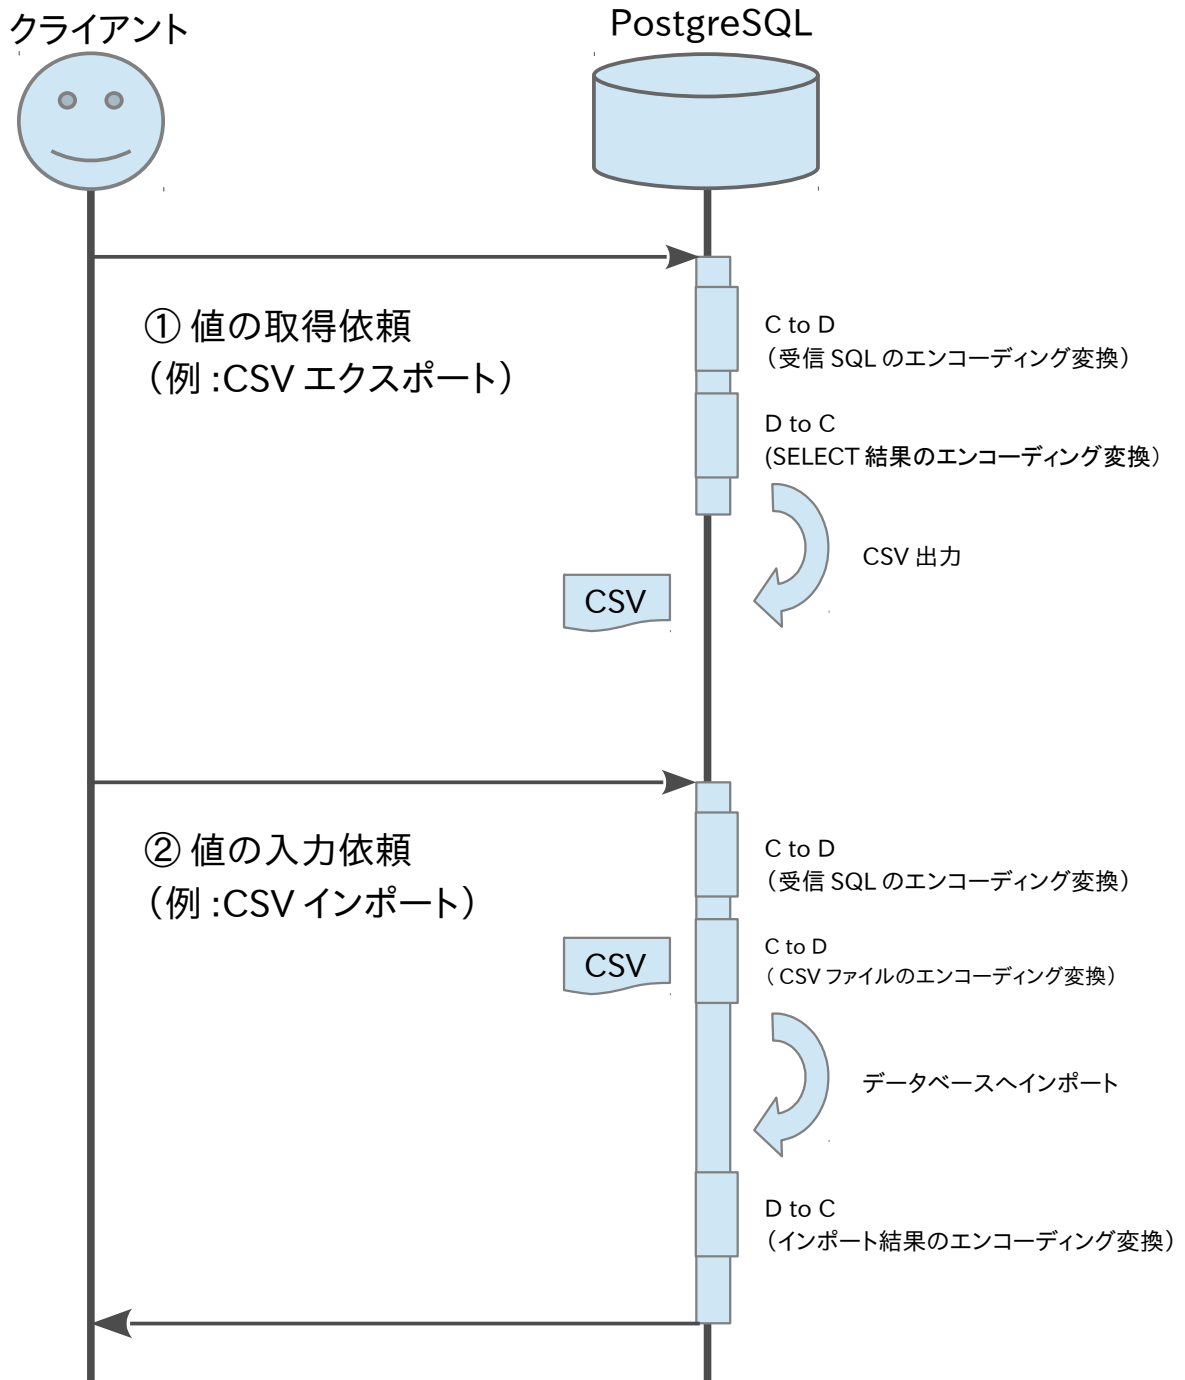 クライアント
PostgreSQL
① 値の取得依頼
（例 :CSV エクスポート）
C to D
（受信 SQL のエンコーディング変換）
D to C
(SELECT 結果のエンコーディング変換）
CSV 出力
CSV
② 値の入力依頼
（例 :CSV インポート）
C to D
（受信 SQL のエンコーディング変換）
CSV
C to D
（ CSV ファイルのエンコーディング変換）
データベースへインポート
D to C
（インポート結果のエンコーディング変換）